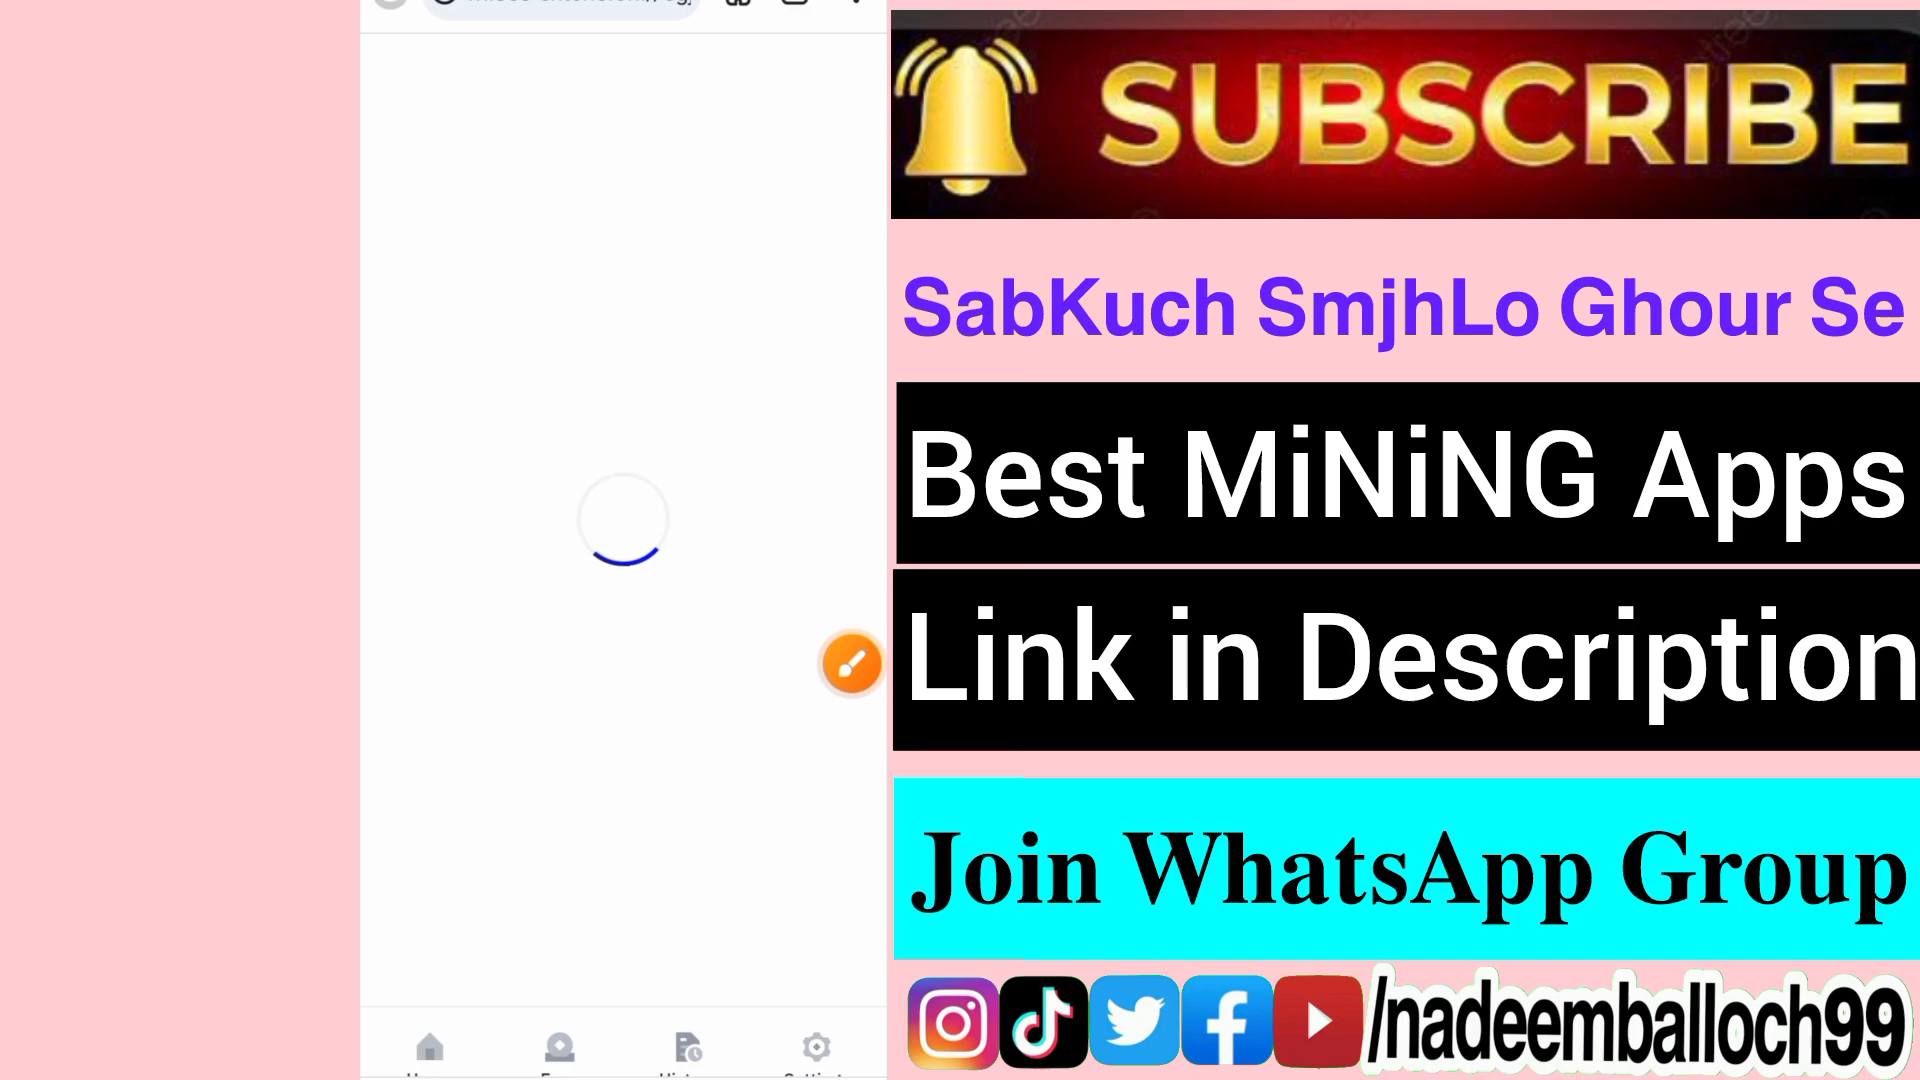 SUBSCRIBE
SabKuch SmjhLo Ghour Se
Best MiNiNG Apps
Link in Description
Join WhatsApp Group
/nadeemballoch99